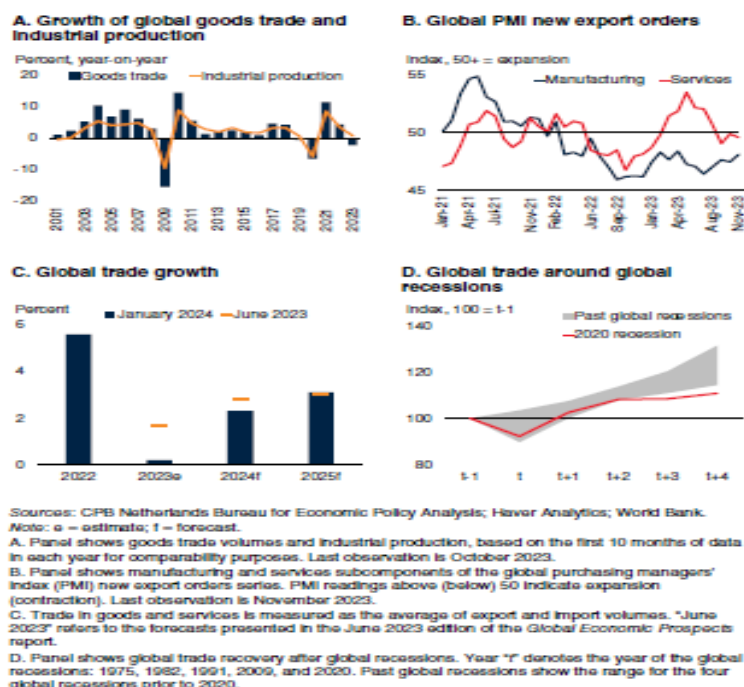 A. Growth of global goods trade and
industrial production
Percent, year-on-year
20
10
0
-10
-20
Goods trade
Industrial production
2001
2003
2005
2007
2009
2011
2013
2015
2017
2019
2021
2023
B. Global PMI new export orders
Index, 50+ = expansion
55
50
45
Manufacturing
Services
Jan-21
Apr-21
Jul-21
Nov-21
Feb-22
Jun-22
Sep-22
Jan-23
Apr-23
Aug-23
Nov-23
C. Global trade growth
Percent
6
4
2
0
January 2024
June 2023
2022
2023e
2024f
2025f
D. Global trade around global
recessions
Index, 100 = t-1
140
120
100
80
Past global recessions
2020 recession
t-1
t
t+1
t+2
t+3
t+4
Sources: CPB Netherlands Bureau for Economic Policy Analysis; Haver Analytics; World Bank.
Note: e = estimate; f = forecast.
A. Panel shows goods trade volumes and industrial production, based on the first 10 months of data
in each year for comparability purposes. Last observation is October 2023.
B. Panel shows manufacturing and services subcomponents of the global purchasing managers'
index (PMI) new export orders series. PMI readings above (below) 50 indicate expansion
(contraction). Last observation is November 2023.
C. Trade in goods and services is measured as the average of export and import volumes. "June
2023" refers to the forecasts presented in the June 2023 edition of the Global Economic Prospects
report.
D. Panel shows global trade recovery after global recessions. Year "t" denotes the year of the global
recessions: 1975, 1982, 1991, 2009, and 2020. Past global recessions show the range for the four
global recessions prior to 2020.